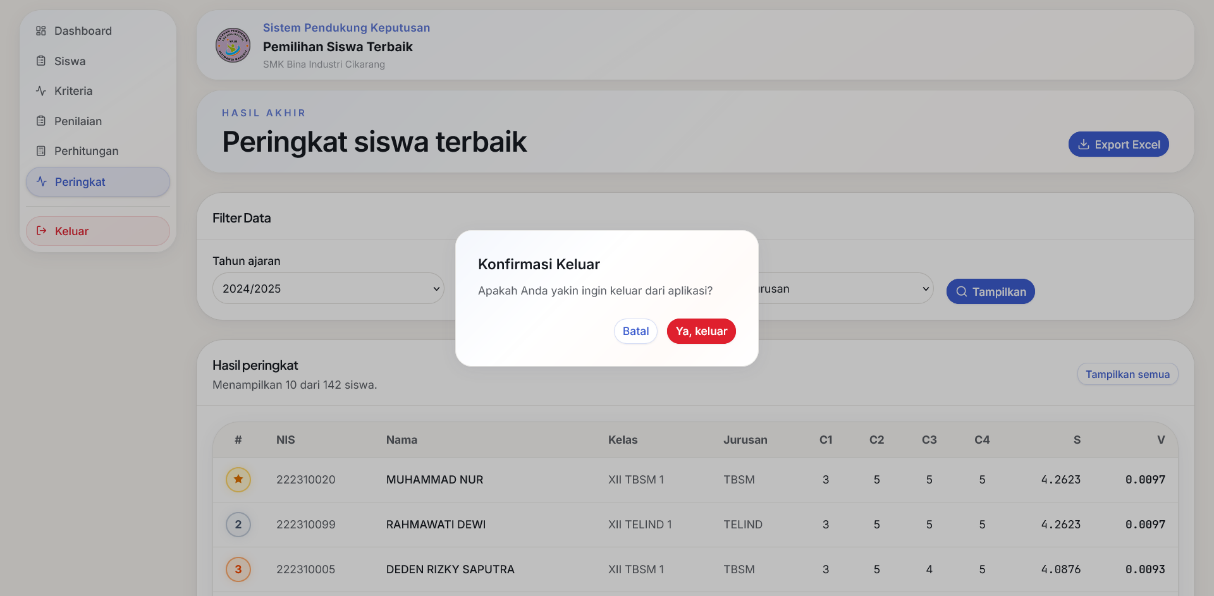 Dashboard
Siswa
Kriteria
Penilaian
Perhitungan
Peringkat
Keluar
Sistem Pendukung Keputusan
Pemilihan Siswa Terbaik
SMK Bina Industri Cikarang
HASIL AKHIR
Peringkat siswa terbaik
Export Excel
Filter Data
Tahun ajaran
2024/2025
Tampilkan
Konfirmasi Keluar
Apakah Anda yakin ingin keluar dari aplikasi?
Batal
Ya, keluar
Hasil peringkat
Menampilkan 10 dari 142 siswa.
Tampilkan semua
# NIS Nama Kelas Jurusan C1 C2 C3 C4 S V
222310020 MUHAMMAD NUR XII TBSM 1 TBSM 3 5 5 5 4.2623 0.0097
2 222310099 RAHMAWATI DEWI XII TELIND 1 TELIND 3 5 5 5 4.2623 0.0097
3 222310005 DEDEN RIZKY SAPUTRA XII TBSM 1 TBSM 3 5 4 5 4.0876 0.0093